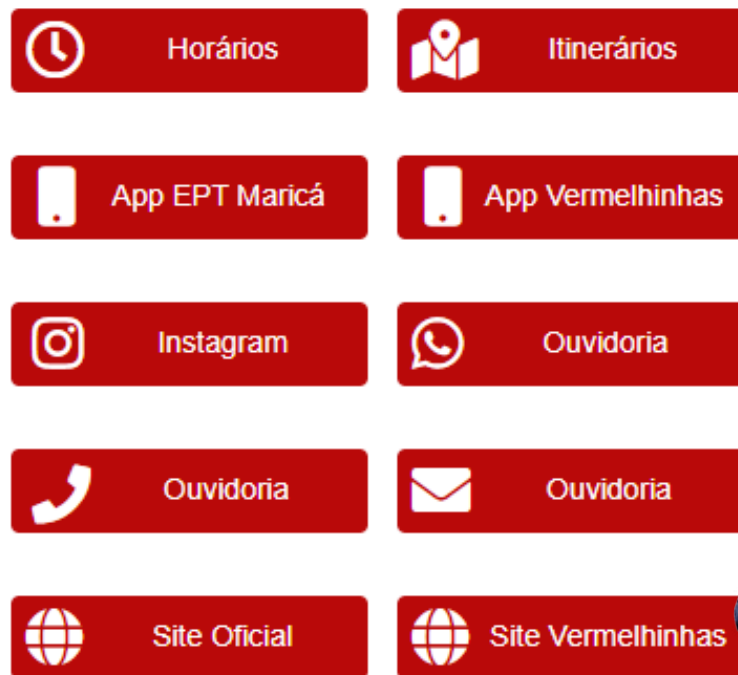 Horários
Itinerários
App EPT Maricá
App Vermelhinhas
Instagram
Ouvidoria
Ouvidoria
Ouvidoria
Site Oficial
Site Vermelhinhas